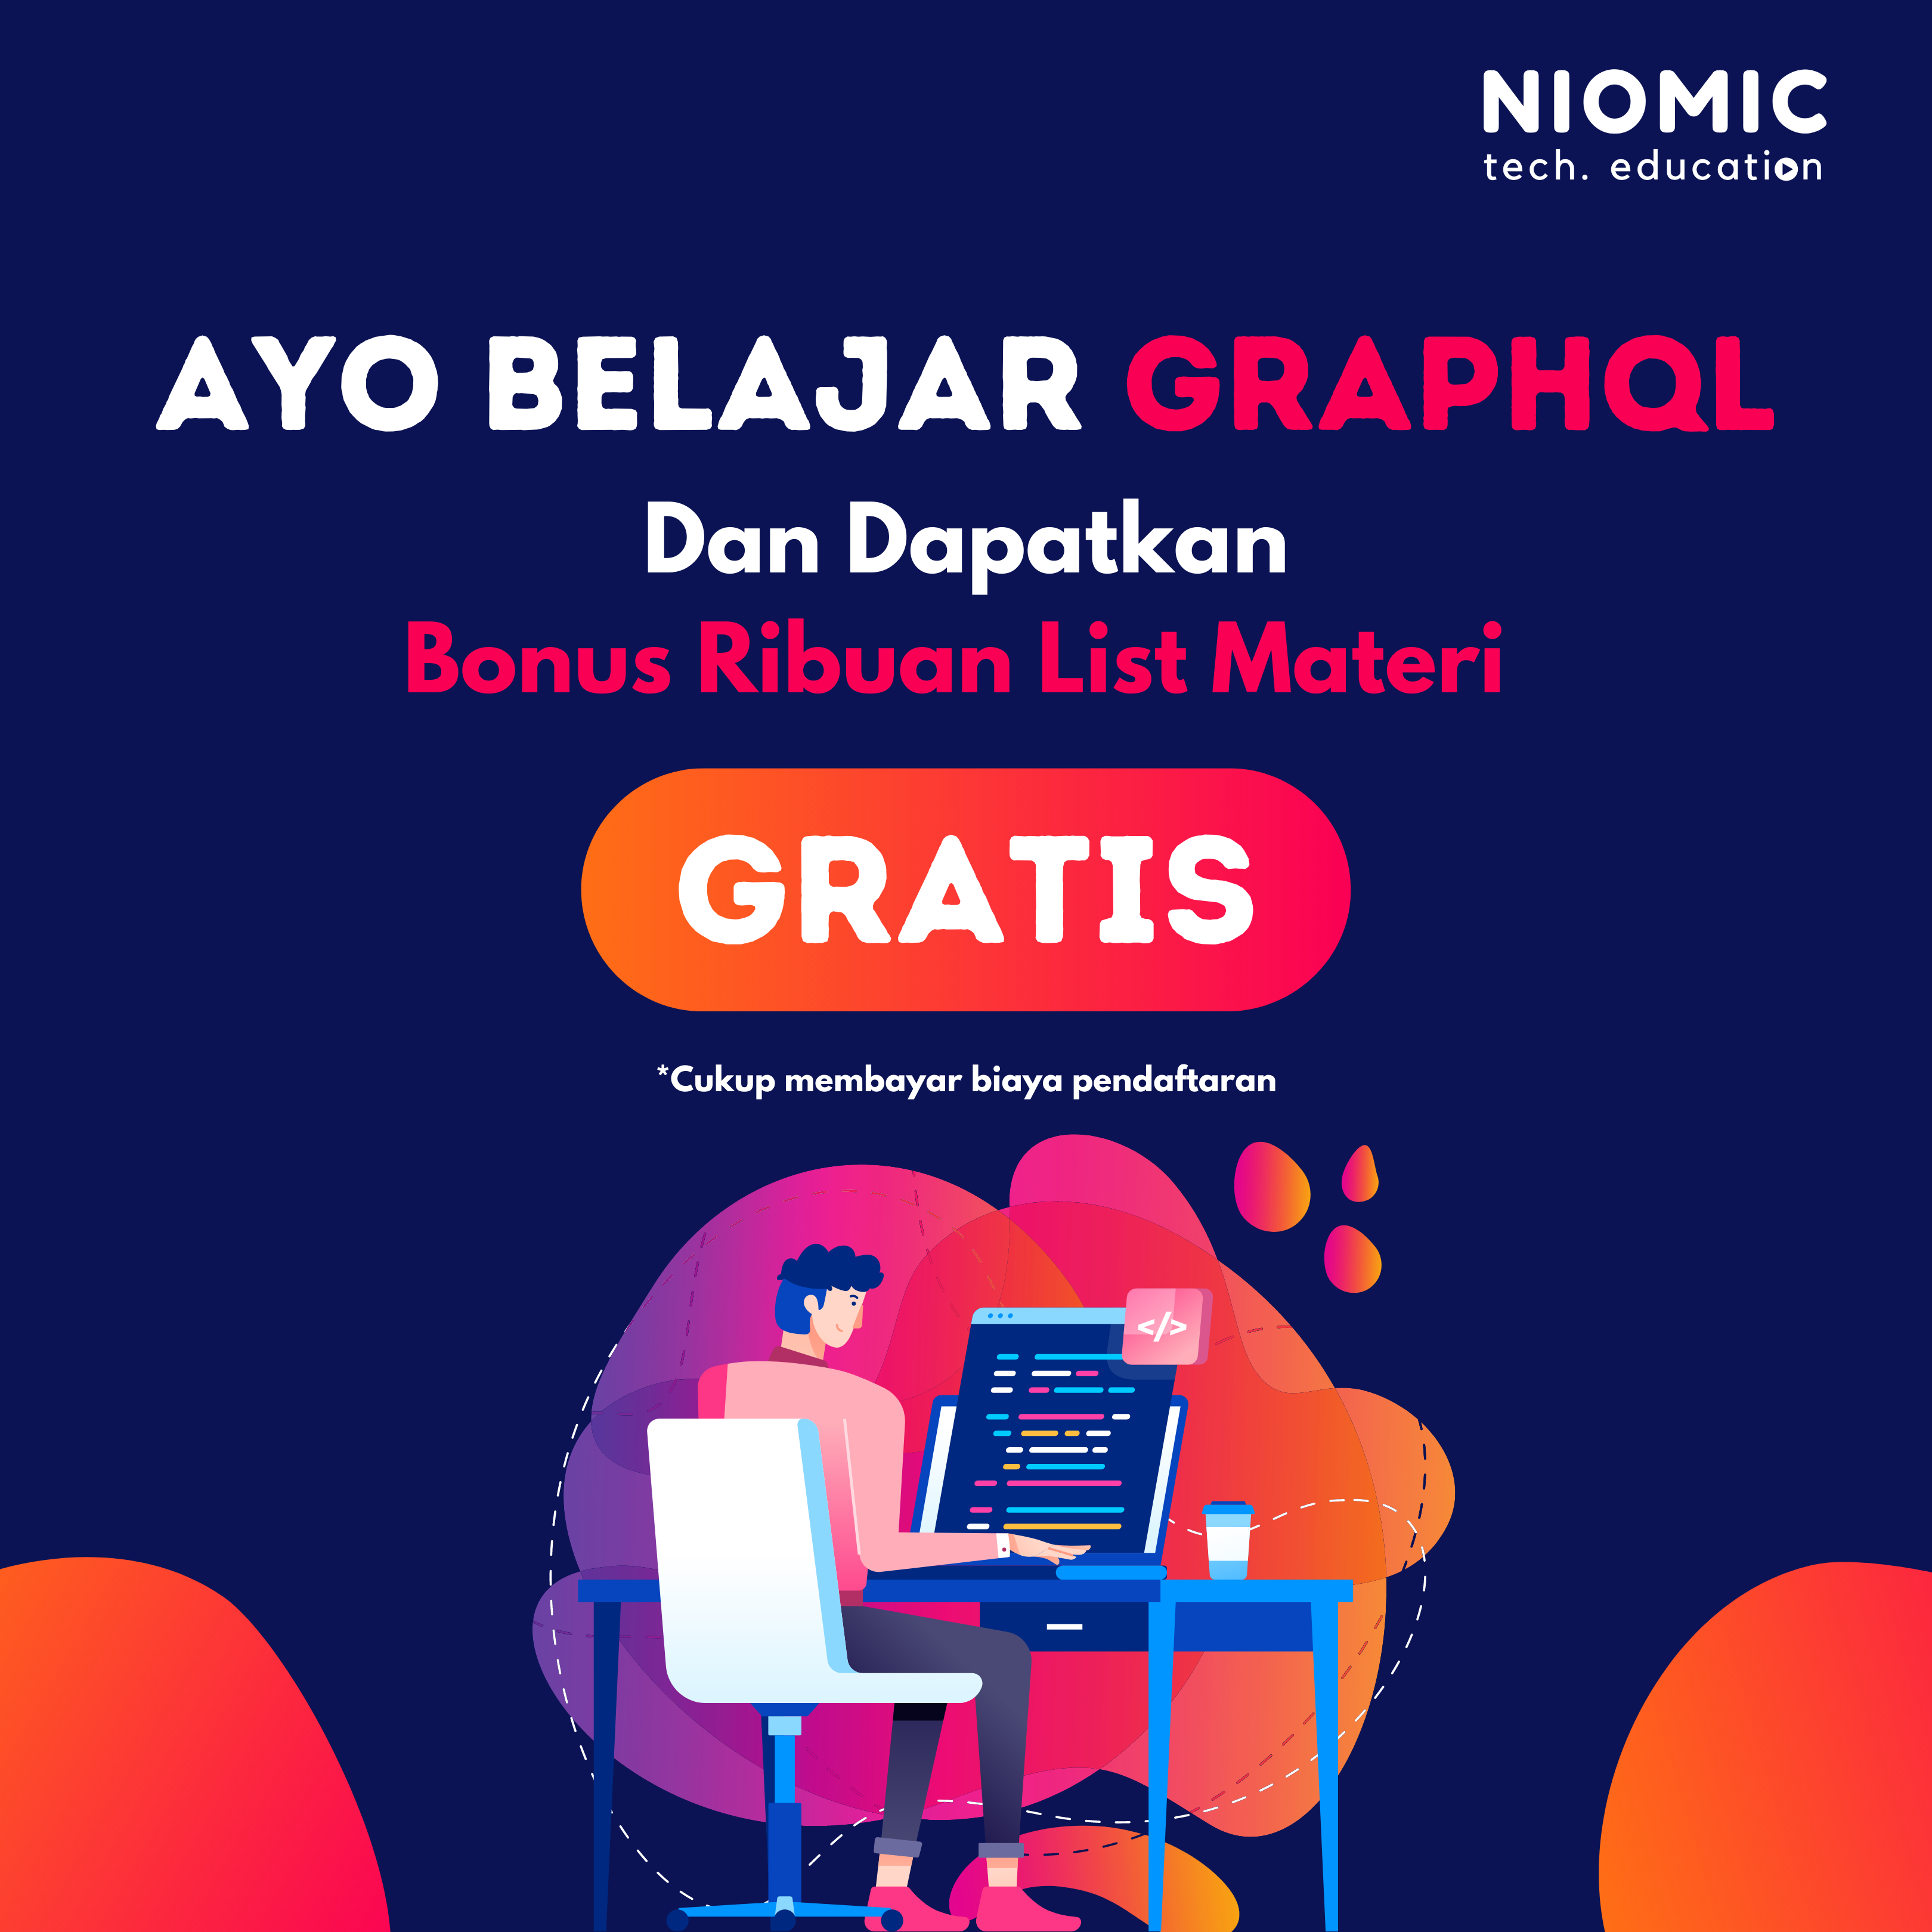 NIOMIC
tech. education
AYO BELAJAR GRAPHQL
Dan Dapatkan
Bonus Ribuan List Materi
GRATIS
*Cukup membayar biaya pendaftaran
</>